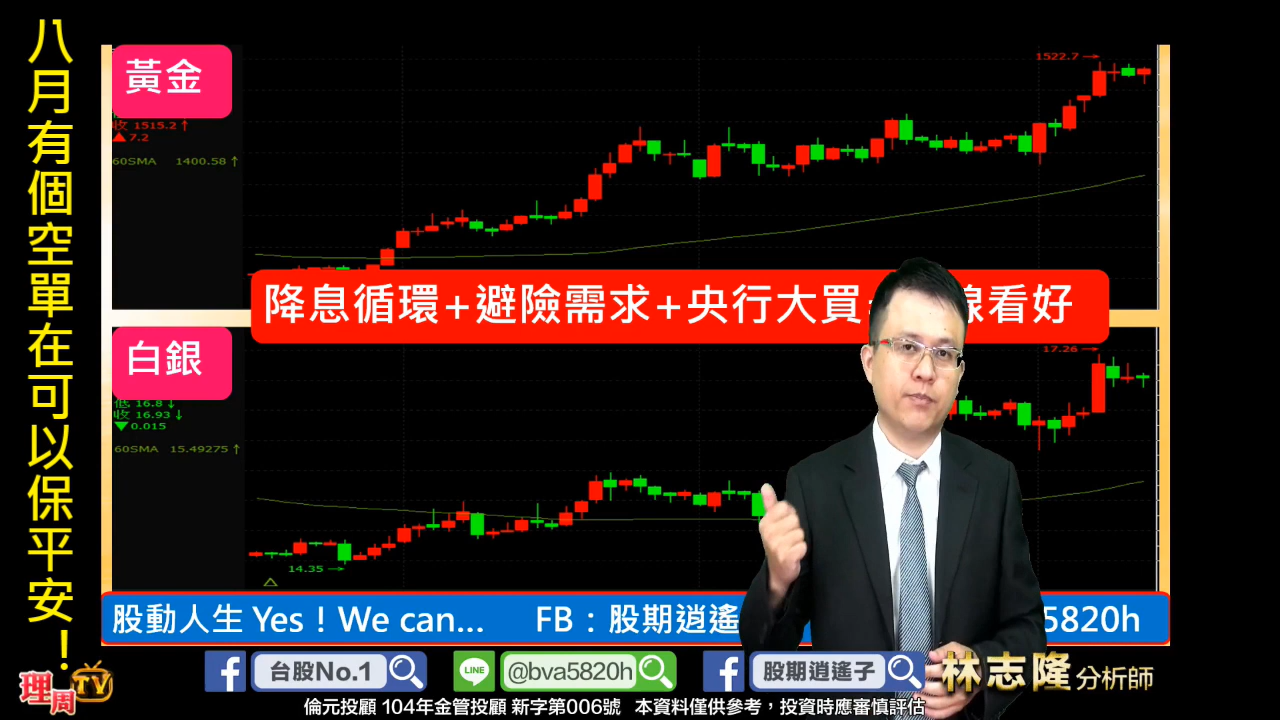 八月有個空單在可以保平安！
黃金
1522.7→
收 1515.2↑
▲7.2
60SMA 1400.58↑
降息循環+避險需求+央行大買
線看好
白銀
17.26→
低 16.8↓
收 16.93↓
▼0.015
60SMA 15.49275↑
14.35→
股動人生 Yes！We can... FB：股期逍遙
5820h
台股No.1
LINE
@bva5820h
股期逍遙子
林志隆 分析師
理周TV
倫元投顧 104年金管投顧 新字第006號 本資料僅供參考，投資時應審慎評估